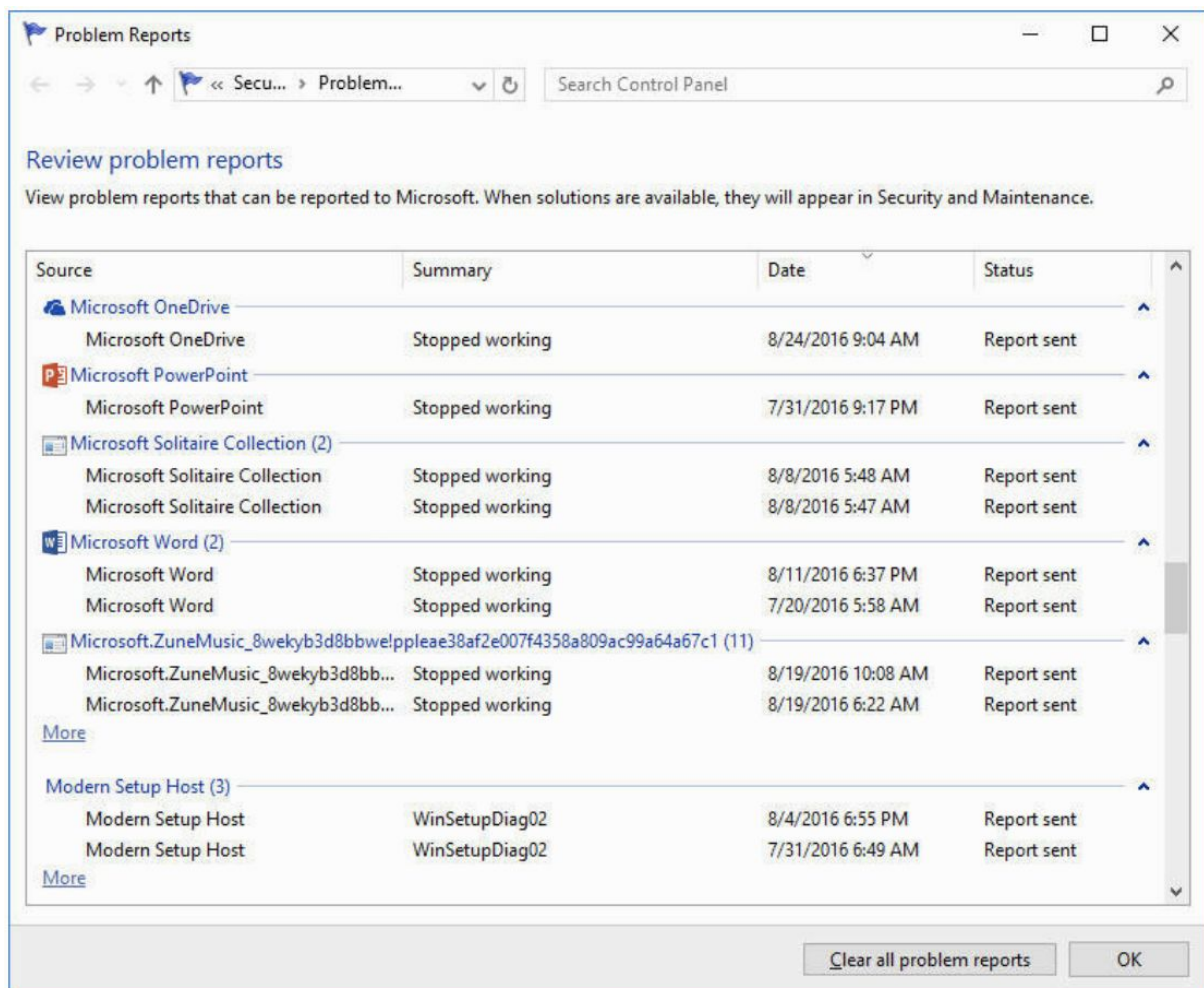 Problem Reports
« Secu... › Problem... Search Control Panel
Review problem reports
View problem reports that can be reported to Microsoft. When solutions are available, they will appear in Security and Maintenance.
Source Summary Date Status
Microsoft OneDrive
Microsoft OneDrive Stopped working 8/24/2016 9:04 AM Report sent
Microsoft PowerPoint
Microsoft PowerPoint Stopped working 7/31/2016 9:17 PM Report sent
Microsoft Solitaire Collection (2)
Microsoft Solitaire Collection Stopped working 8/8/2016 5:48 AM Report sent
Microsoft Solitaire Collection Stopped working 8/8/2016 5:47 AM Report sent
Microsoft Word (2)
Microsoft Word Stopped working 8/11/2016 6:37 PM Report sent
Microsoft Word Stopped working 7/20/2016 5:58 AM Report sent
Microsoft.ZuneMusic_8wekyb3d8bbwe!ppleae38af2e007f4358a809ac99a64a67c1 (11)
Microsoft.ZuneMusic_8wekyb3d8bb... Stopped working 8/19/2016 10:08 AM Report sent
Microsoft.ZuneMusic_8wekyb3d8bb... Stopped working 8/19/2016 6:22 AM Report sent
More
Modern Setup Host (3)
Modern Setup Host WinSetupDiag02 8/4/2016 6:55 PM Report sent
Modern Setup Host WinSetupDiag02 7/31/2016 6:49 AM Report sent
More
Clear all problem reports OK